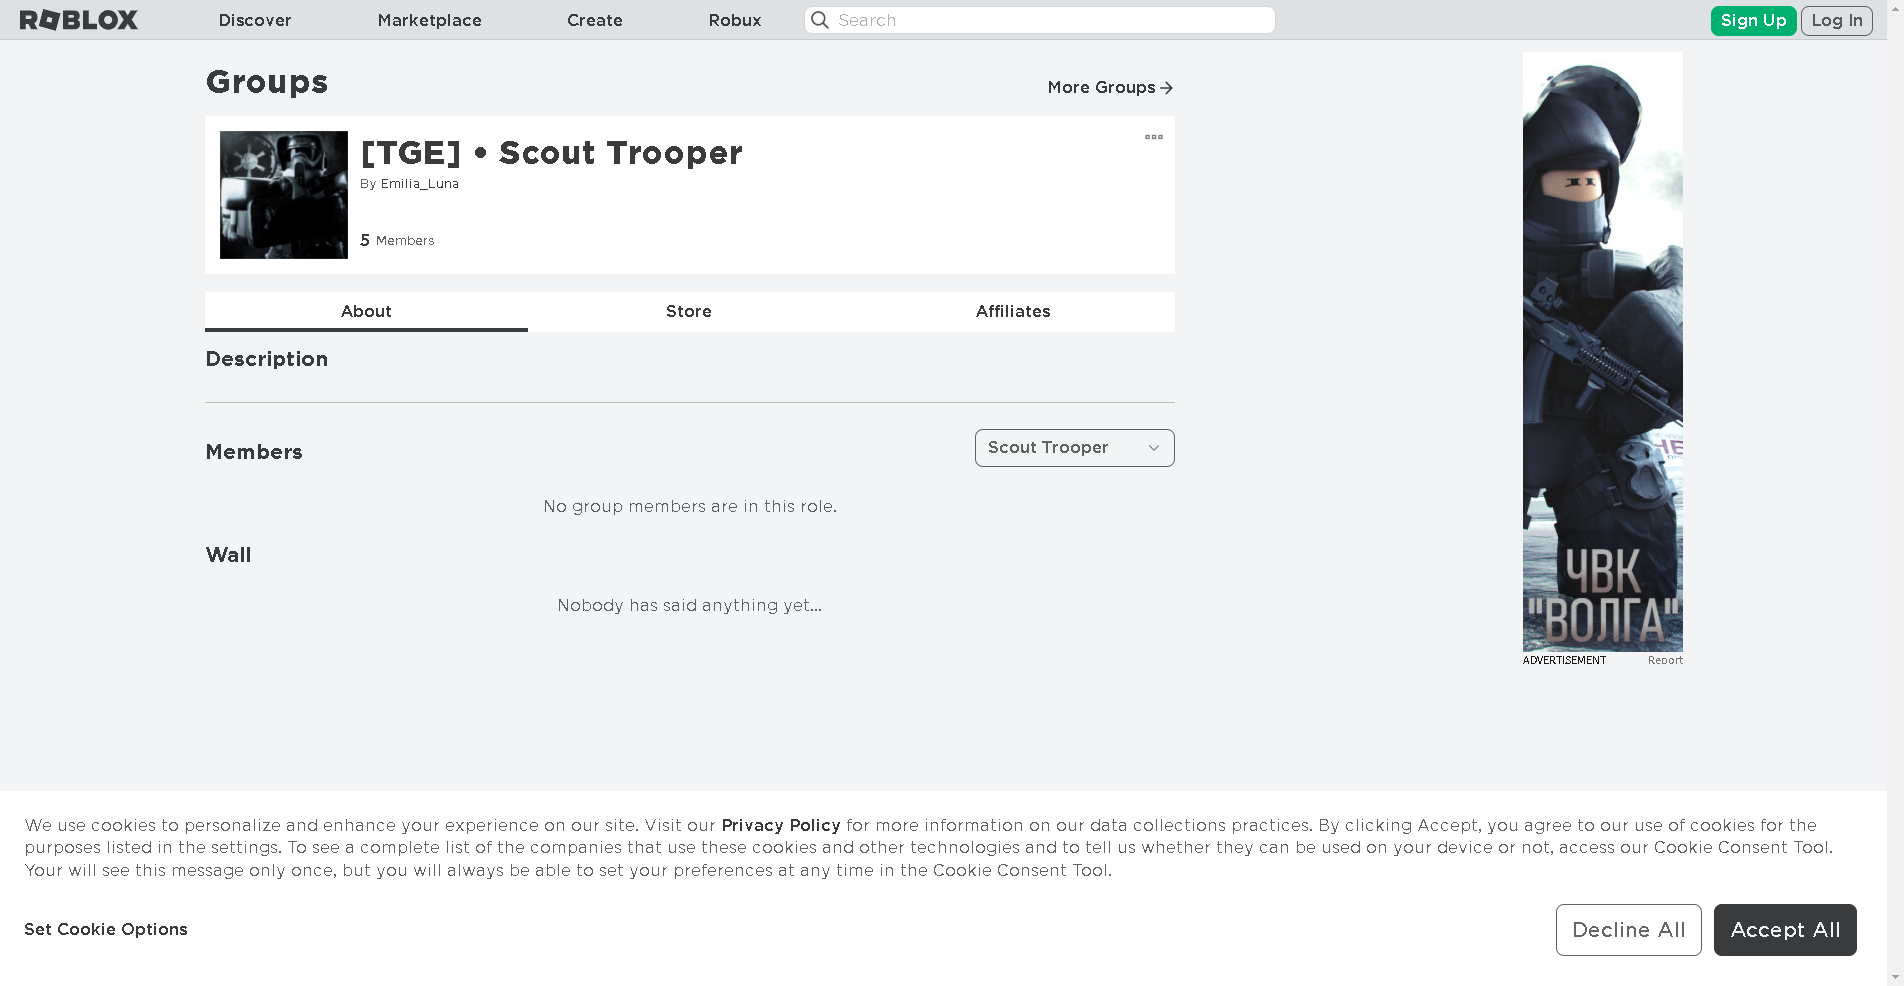 ROBLOX
Discover
Marketplace
Create
Robux
Search
Sign Up
Log In
Groups
More Groups
[TGE] • Scout Trooper
By Emilia_Luna
5 Members
About
Store
Affiliates
Description
Members
Scout Trooper
No group members are in this role.
Wall
Nobody has said anything yet...
ЧВК
"ВОЛГА"
ADVERTISEMENT
Report
We use cookies to personalize and enhance your experience on our site. Visit our Privacy Policy for more information on our data collections practices. By clicking Accept, you agree to our use of cookies for the
purposes listed in the settings. To see a complete list of the companies that use these cookies and other technologies and to tell us whether they can be used on your device or not, access our Cookie Consent Tool.
Your will see this message only once, but you will always be able to set your preferences at any time in the Cookie Consent Tool.
Set Cookie Options
Decline All
Accept All